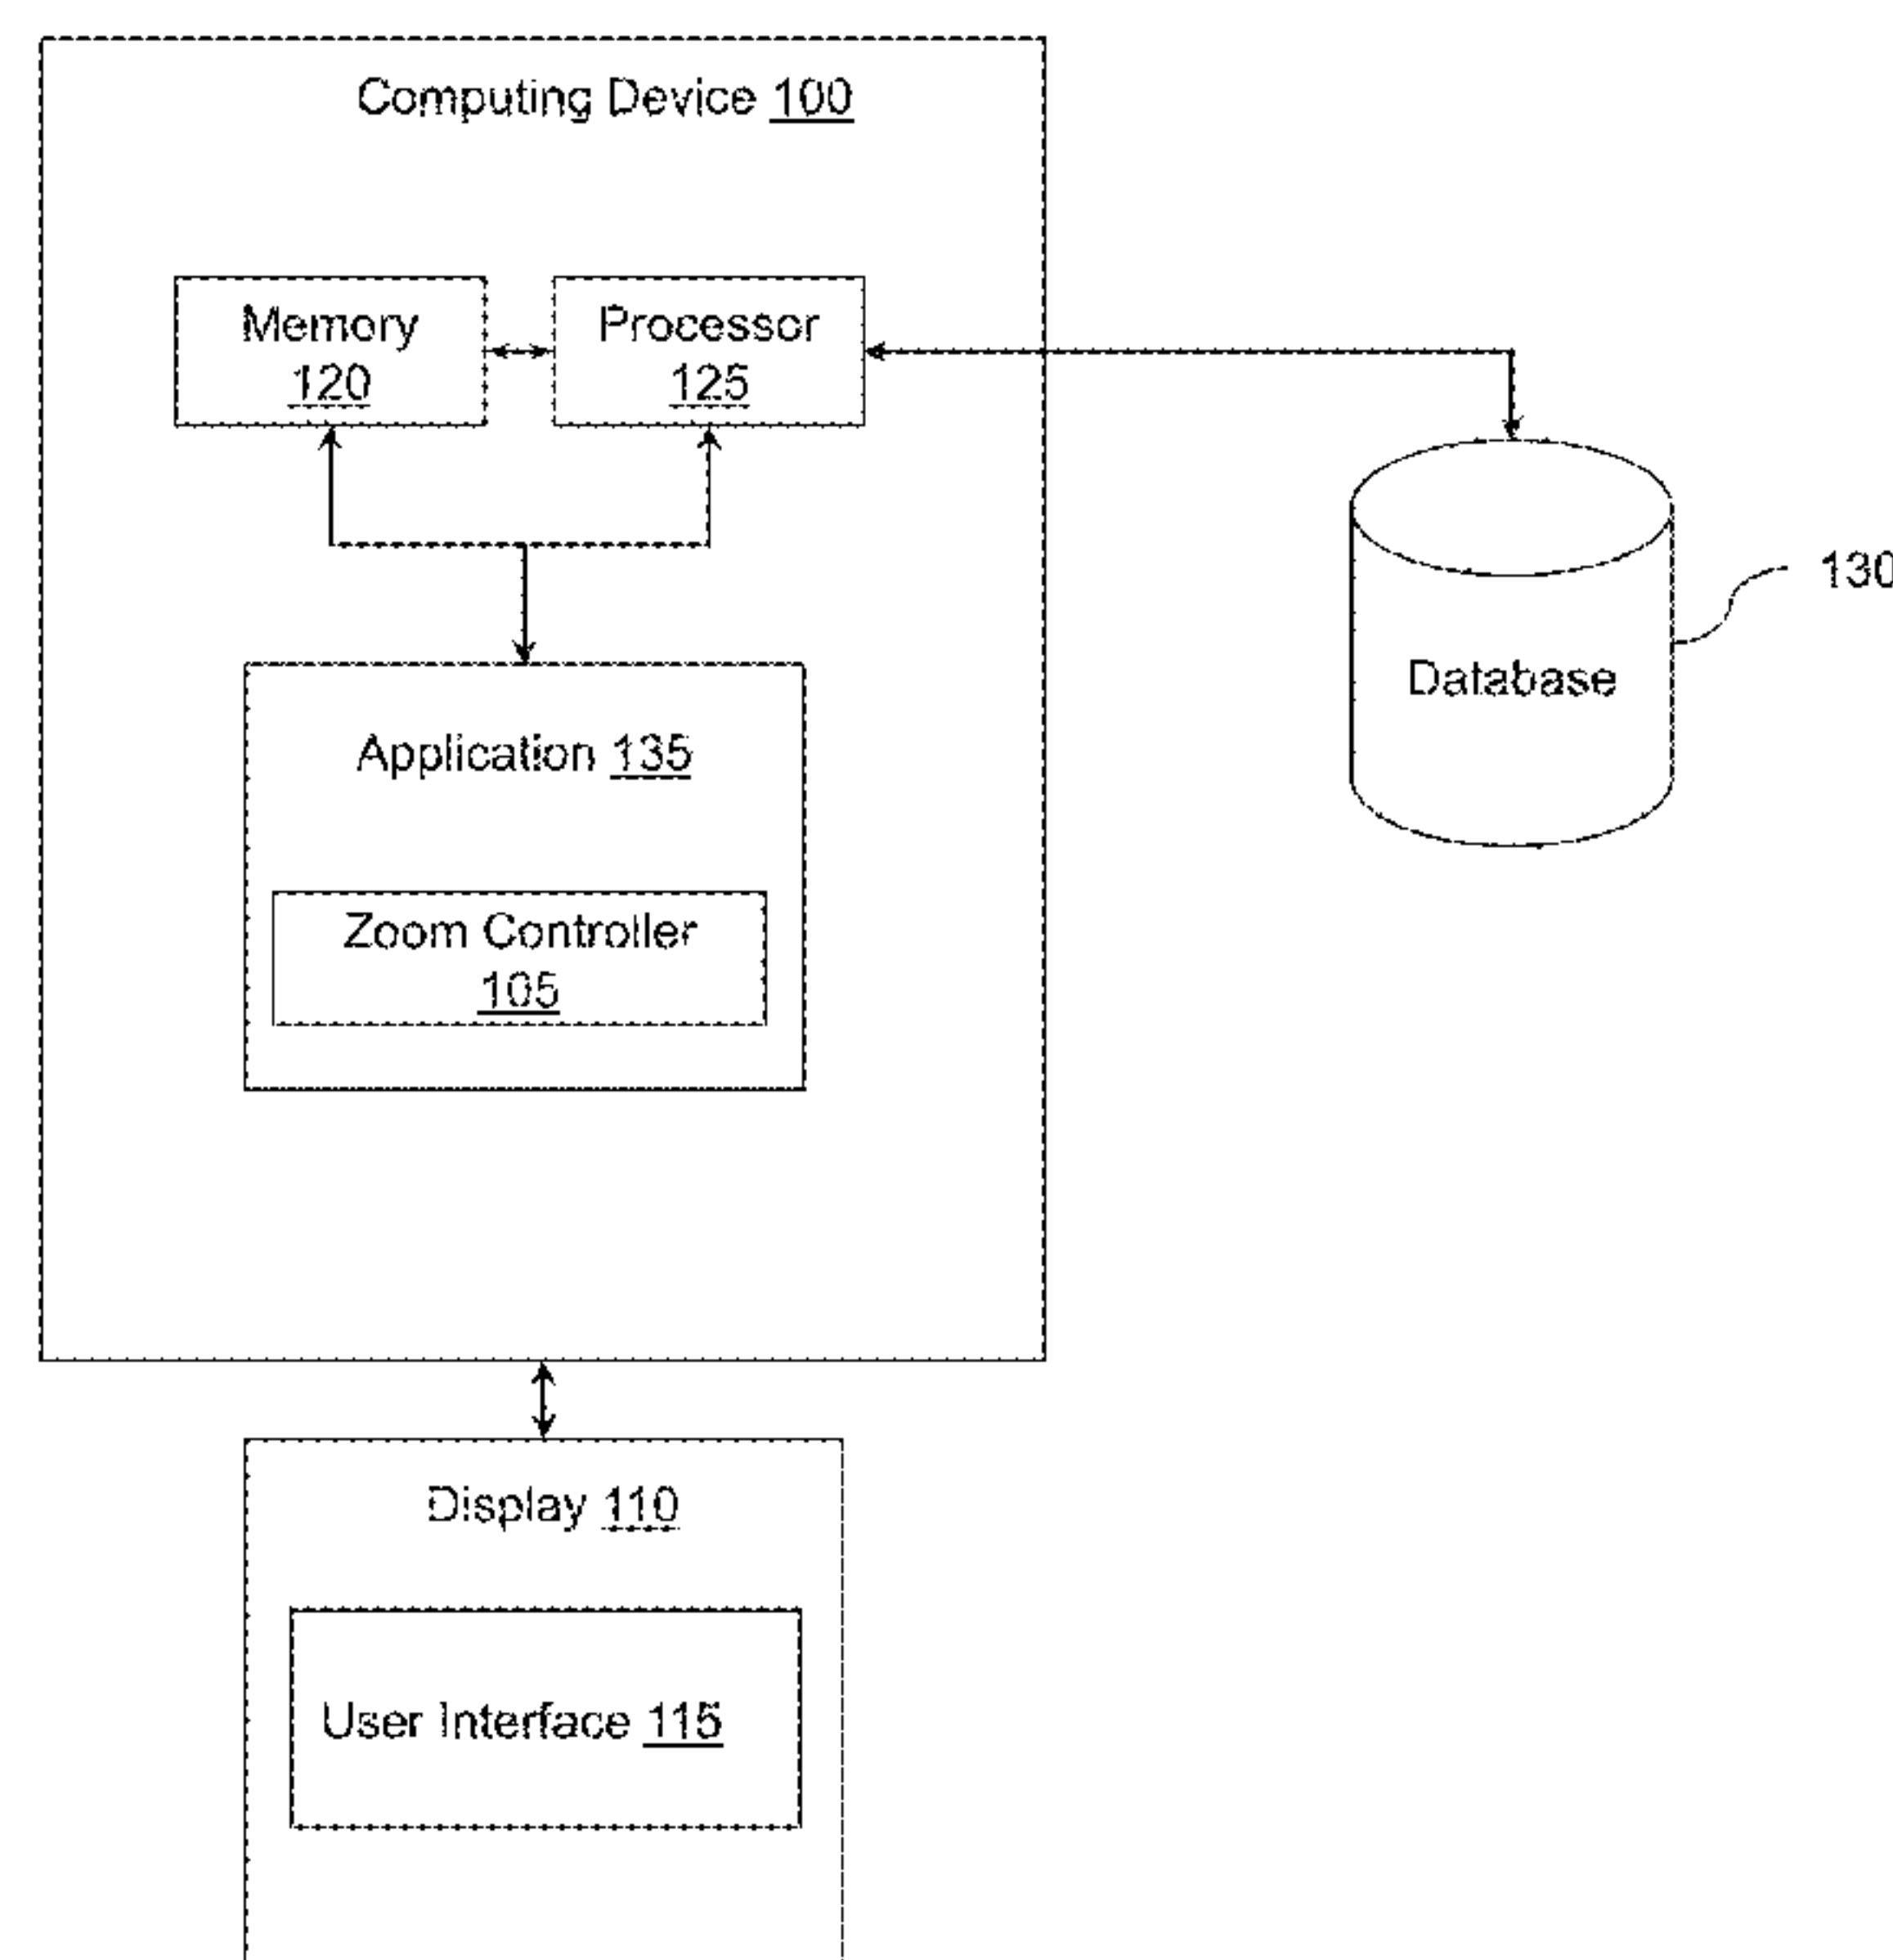 Computing Device 100
Memory
120
Processor
125
130
Database
Application 135
Zoom Controller
105
Display 110
User Interface 115